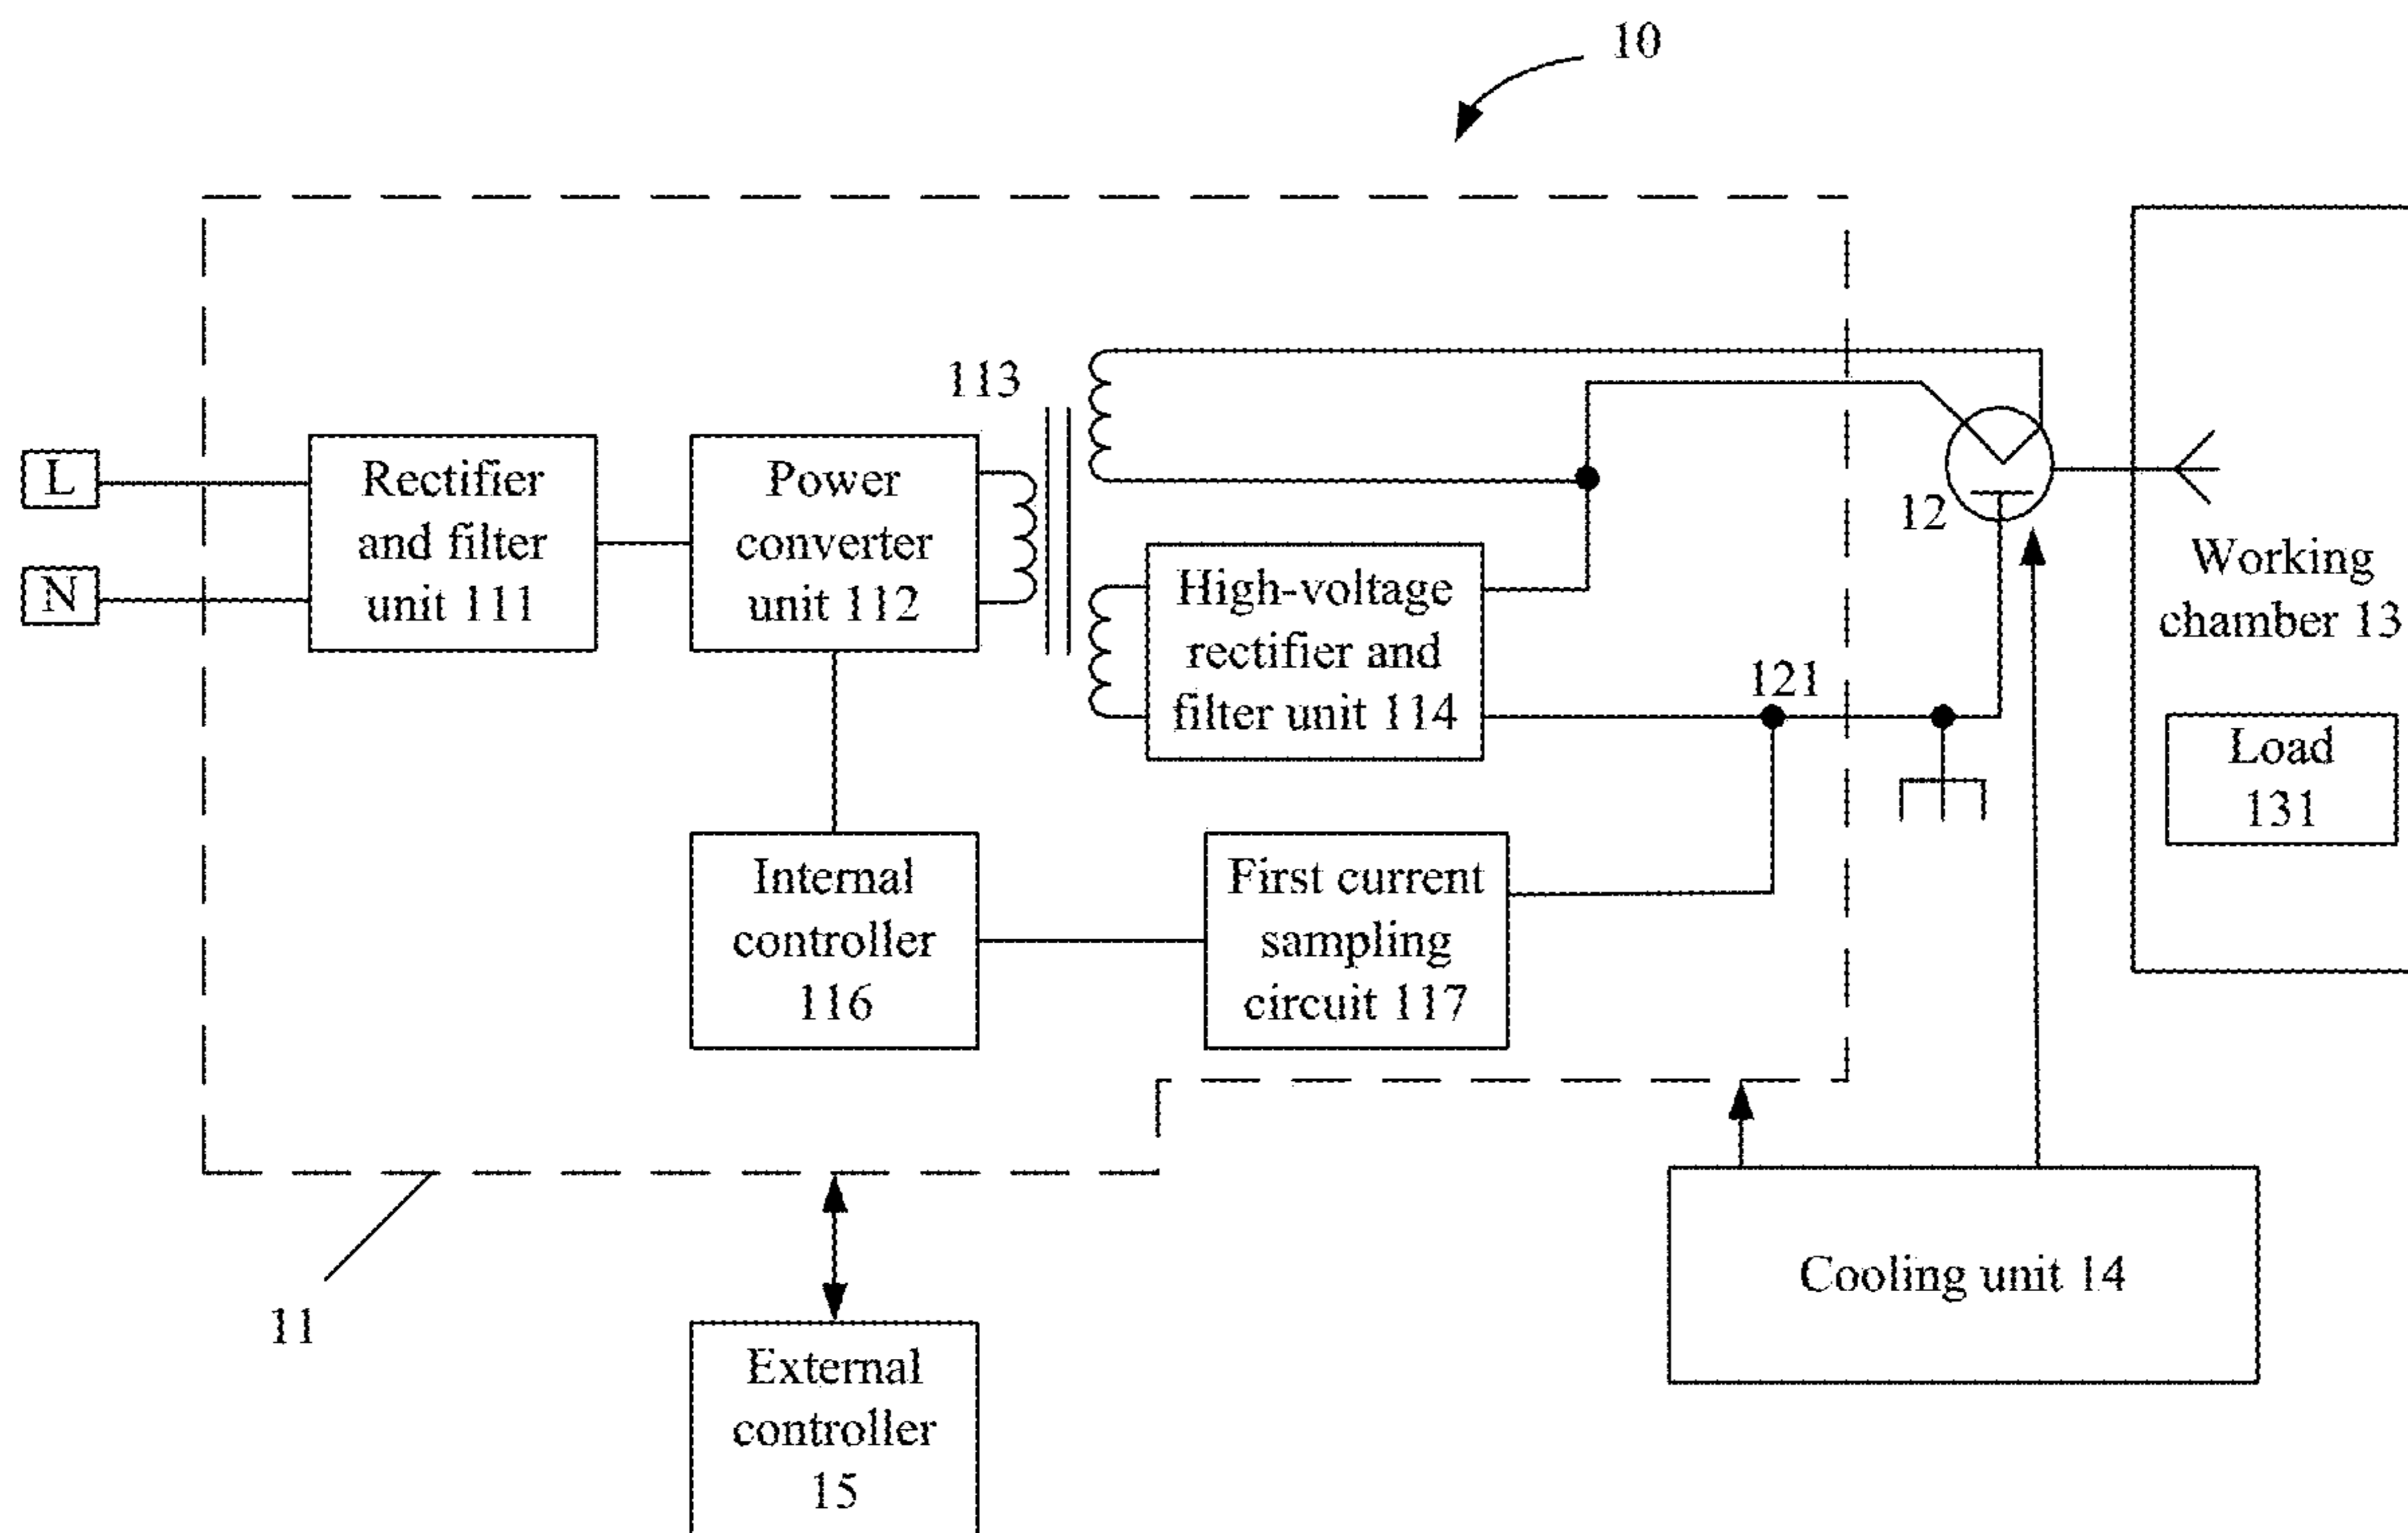 10
113
L
Rectifier
and filter
unit 111
Power
converter
unit 112
N
12
High-voltage
rectifier and
filter unit 114
Working
chamber 13
121
Load
131
Internal
controller
116
First current
sampling
circuit 117
11
Cooling unit 14
External
controller
15